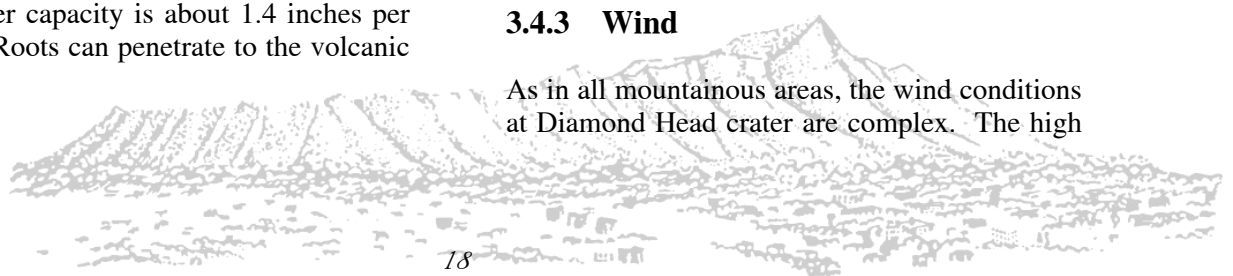 er capacity is about 1.4 inches per
Roots can penetrate to the volcanic
3.4.3 Wind
As in all mountainous areas, the wind conditions
at Diamond Head crater are complex. The high
18